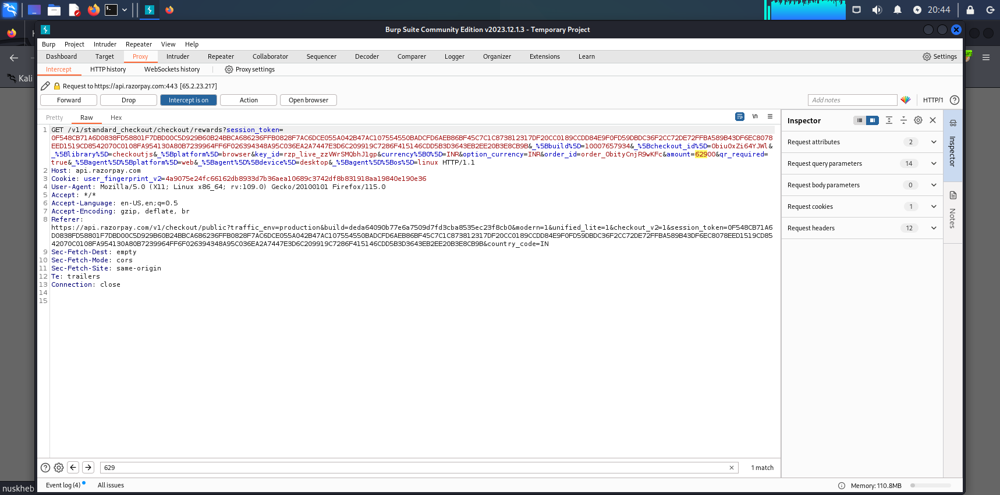 20:44
Burp Suite Community Edition v2023.12.1.3 - Temporary Project
Burp Project Intruder Repeater View Help
Dashboard Target Proxy Intruder Repeater Collaborator Sequencer Decoder Comparer Logger Organizer Extensions Learn Settings
Intercept HTTP history WebSockets history Proxy settings
Kali
Request to https://api.razorpay.com:443 [65.2.23.217]
Forward Drop Intercept is on Action Open browser Add notes HTTP/1
Pretty Raw Hex \n
Inspector
1 GET /v1/standard_checkout/checkout/rewards?session_token=
0F548CB71A6D0838FD58801F7DBD00C5D929B60B24BBCA686236FFB0828F7AC6DCE055A042B47AC107554550BADCFD6AEB86BF45C7C1C873812317DF20CC0189CCDD84E9F0FD59DBDC36F2CC72DE72FFBA589B43DF6EC8078
EED1519CD8542070C0108FA954130A80B7239964FF6F026394348A95C036EA2A7447E3D6C209919C7286F415146CDD5B3D3643EB2EE20B3E8CB9B&_%5Bbuild%5D=10007657934&_%5Bcheckout_id%5D=Obiu0xZi64YJWl&
_%5Blibrary%5D=checkoutjs&_%5Bplatform%5D=browser&key_id=rzp_live_zzVWrSMQbhJ1gp&currency%5B0%5D=INR&option_currency=INR&order_id=order_ObityCnjR9wKFc&amount=62900&qr_required=
true&_%5Bagent%5D%5Bplatform%5D=web&_%5Bagent%5D%5Bdevice%5D=desktop&_%5Bagent%5D%5Bos%5D=linux HTTP/1.1
2 Host: api.razorpay.com
3 Cookie: user_fingerprint_v2=4a9075e24fc66162db8933d7b36aea10689c3742df8b831918aa19840e190e36
4 User-Agent: Mozilla/5.0 (X11; Linux x86_64; rv:109.0) Gecko/20100101 Firefox/115.0
5 Accept: */*
6 Accept-Language: en-US,en;q=0.5
7 Accept-Encoding: gzip, deflate, br
8 Referer:
https://api.razorpay.com/v1/checkout/public?traffic_env=production&build=deda64090b77e6a7509d7fd3cba8535ec23f8cb0&modern=1&unified_lite=1&checkout_v2=1&session_token=0F548CB71A6
D0838FD58801F7DBD00C5D929B60B24BBCA686236FFB0828F7AC6DCE055A042B47AC107554550BADCFD6AEB86BF45C7C1C873812317DF20CC0189CCDD84E9F0FD59DBDC36F2CC72DE72FFBA589B43DF6EC8078EED1519CD85
42070C0108FA954130A80B7239964FF6F026394348A95C036EA2A7447E3D6C209919C7286F415146CDD5B3D3643EB2EE20B3E8CB9B&country_code=IN
9 Sec-Fetch-Dest: empty
10 Sec-Fetch-Mode: cors
11 Sec-Fetch-Site: same-origin
12 Te: trailers
13 Connection: close
14
15
Request attributes 2
Request query parameters 14
Request body parameters 0
Request cookies 1
Request headers 12
Inspector
Notes
629 1 match
Event log (4) All issues Memory: 110.8MB
nuskheb